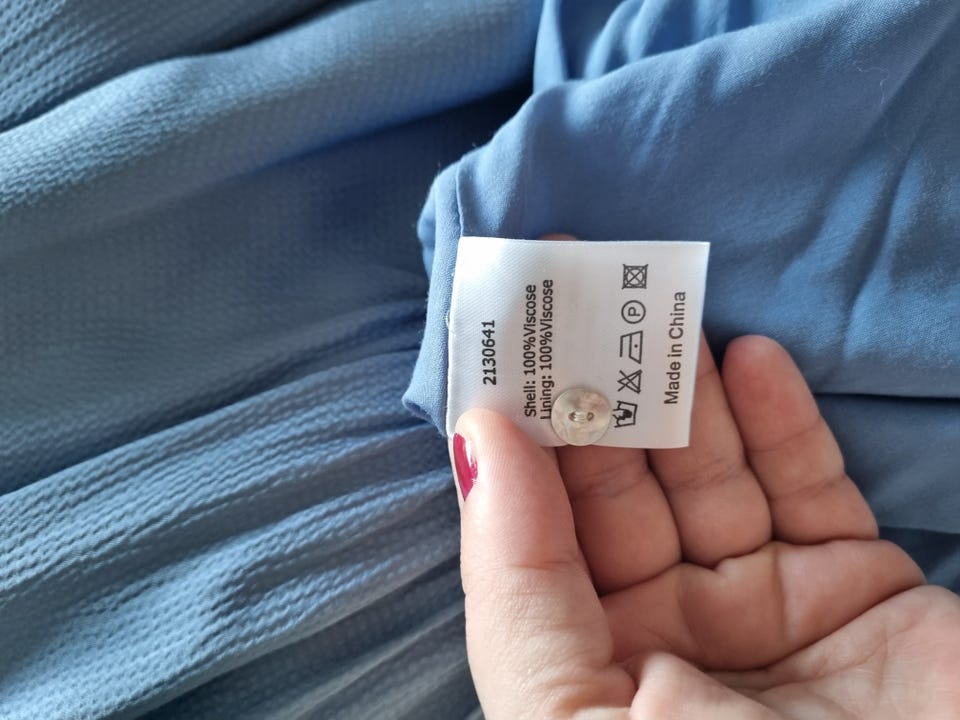 2130641
Shell: 100%Viscose
Lining: 100%Viscose
P
Made in China